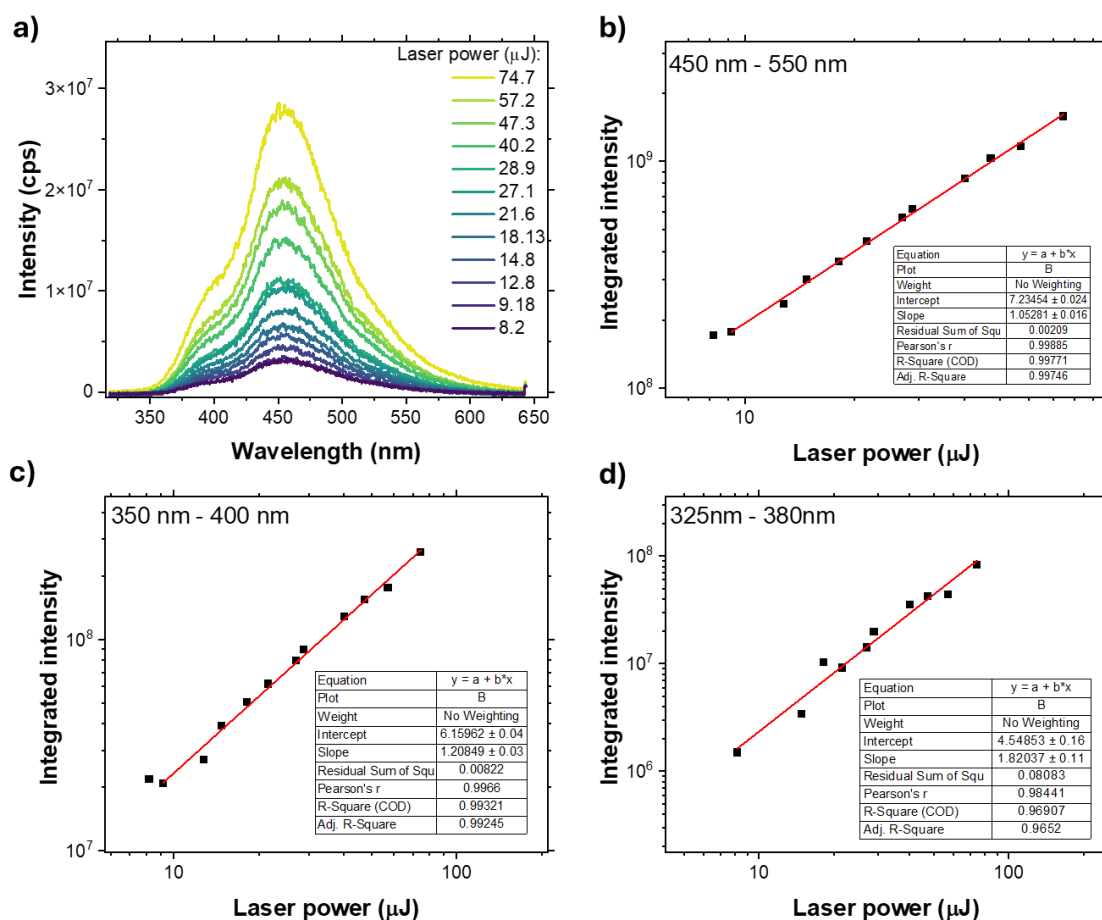 a)
Laser power (μJ):
74.7
57.2
47.3
40.2
28.9
27.1
21.6
18.13
14.8
12.8
9.18
8.2
3×10⁷
2×10⁷
1×10⁷
0
Intensity (cps)
350 400 450 500 550 600 650
Wavelength (nm)
b)
450 nm - 550 nm
10⁹
10⁸
Integrated intensity
Equation y = a + b*x
Plot B
Weight No Weighting
Intercept 7.23454 ± 0.024
Slope 1.05281 ± 0.016
Residual Sum of Squ 0.00209
Pearson's r 0.99885
R-Square (COD) 0.99771
Adj. R-Square 0.99746
10
Laser power (μJ)
c)
350 nm - 400 nm
10⁸
10⁷
Integrated intensity
Equation y = a + b*x
Plot B
Weight No Weighting
Intercept 6.15962 ± 0.04
Slope 1.20849 ± 0.03
Residual Sum of Squ 0.00822
Pearson's r 0.9966
R-Square (COD) 0.99321
Adj. R-Square 0.99245
10 100
Laser power (μJ)
d)
325nm - 380nm
10⁸
10⁷
10⁶
Integrated intensity
Equation y = a + b*x
Plot B
Weight No Weighting
Intercept 4.54853 ± 0.16
Slope 1.82037 ± 0.11
Residual Sum of Squ 0.08083
Pearson's r 0.98441
R-Square (COD) 0.96907
Adj. R-Square 0.9652
10 100
Laser power (μJ)